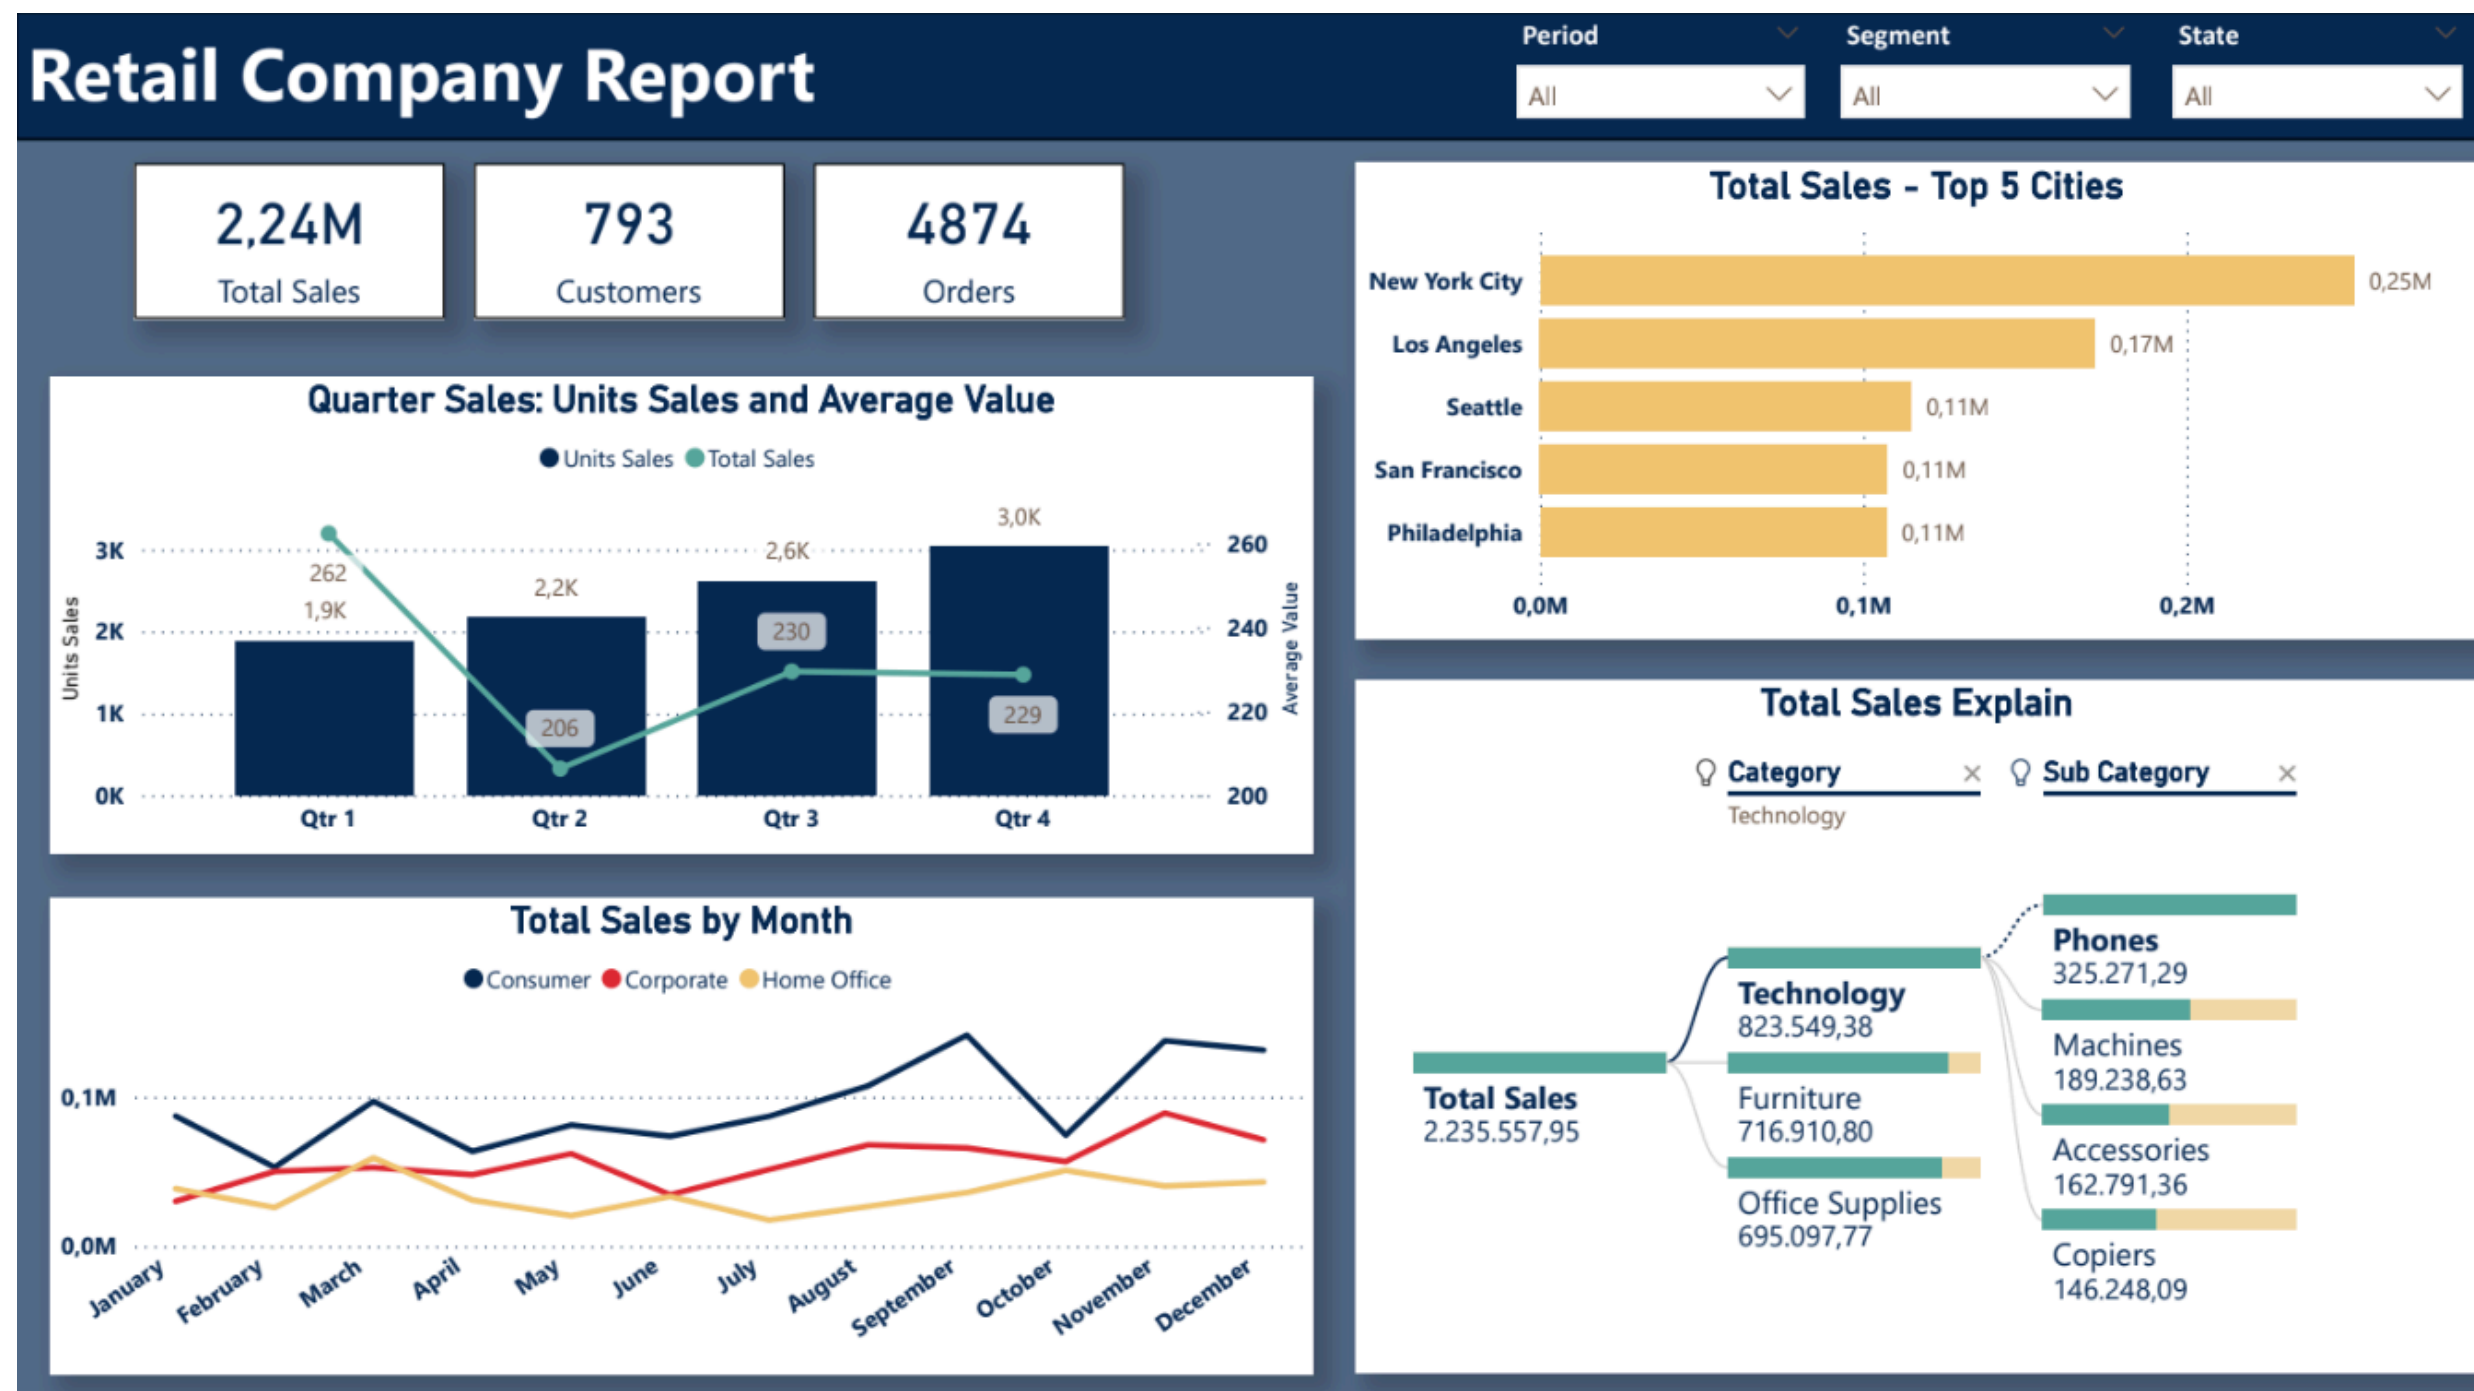 Retail Company Report
Period
Segment
State
All
All
All
2,24M
Total Sales
793
Customers
4874
Orders
Quarter Sales: Units Sales and Average Value
Units Sales Total Sales
Units Sales
3K
2K
1K
0K
262
1,9K
2,2K
2,6K
3,0K
206
230
229
260
240
220
200
Average Value
Qtr 1
Qtr 2
Qtr 3
Qtr 4
Total Sales by Month
Consumer Corporate Home Office
0,1M
0,0M
January
February
March
April
May
June
July
August
September
October
November
December
Total Sales - Top 5 Cities
New York City
0,25M
Los Angeles
0,17M
Seattle
0,11M
San Francisco
0,11M
Philadelphia
0,11M
0,0M
0,1M
0,2M
Total Sales Explain
Category
Technology
Sub Category
Total Sales
2.235.557,95
Technology
823.549,38
Furniture
716.910,80
Office Supplies
695.097,77
Phones
325.271,29
Machines
189.238,63
Accessories
162.791,36
Copiers
146.248,09